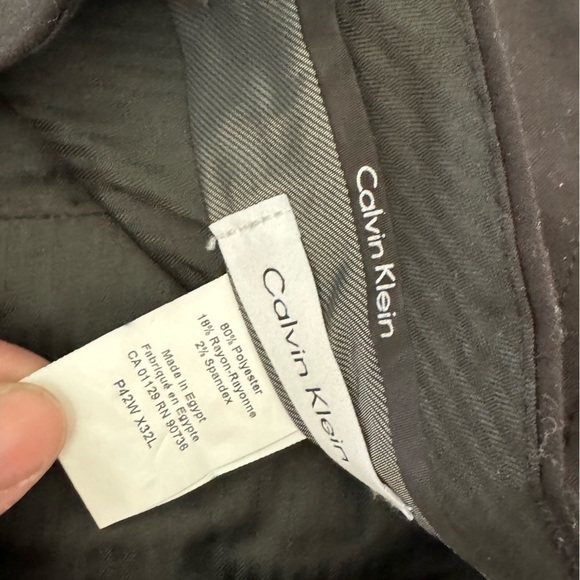 Calvin Klein
Calvin Klein
80% Polyester
18% Rayon-Rayonne
2% Spandex
Made in Egypt
Fabriqué en Egypte
CA 01129 RN 90736
P42W X32L